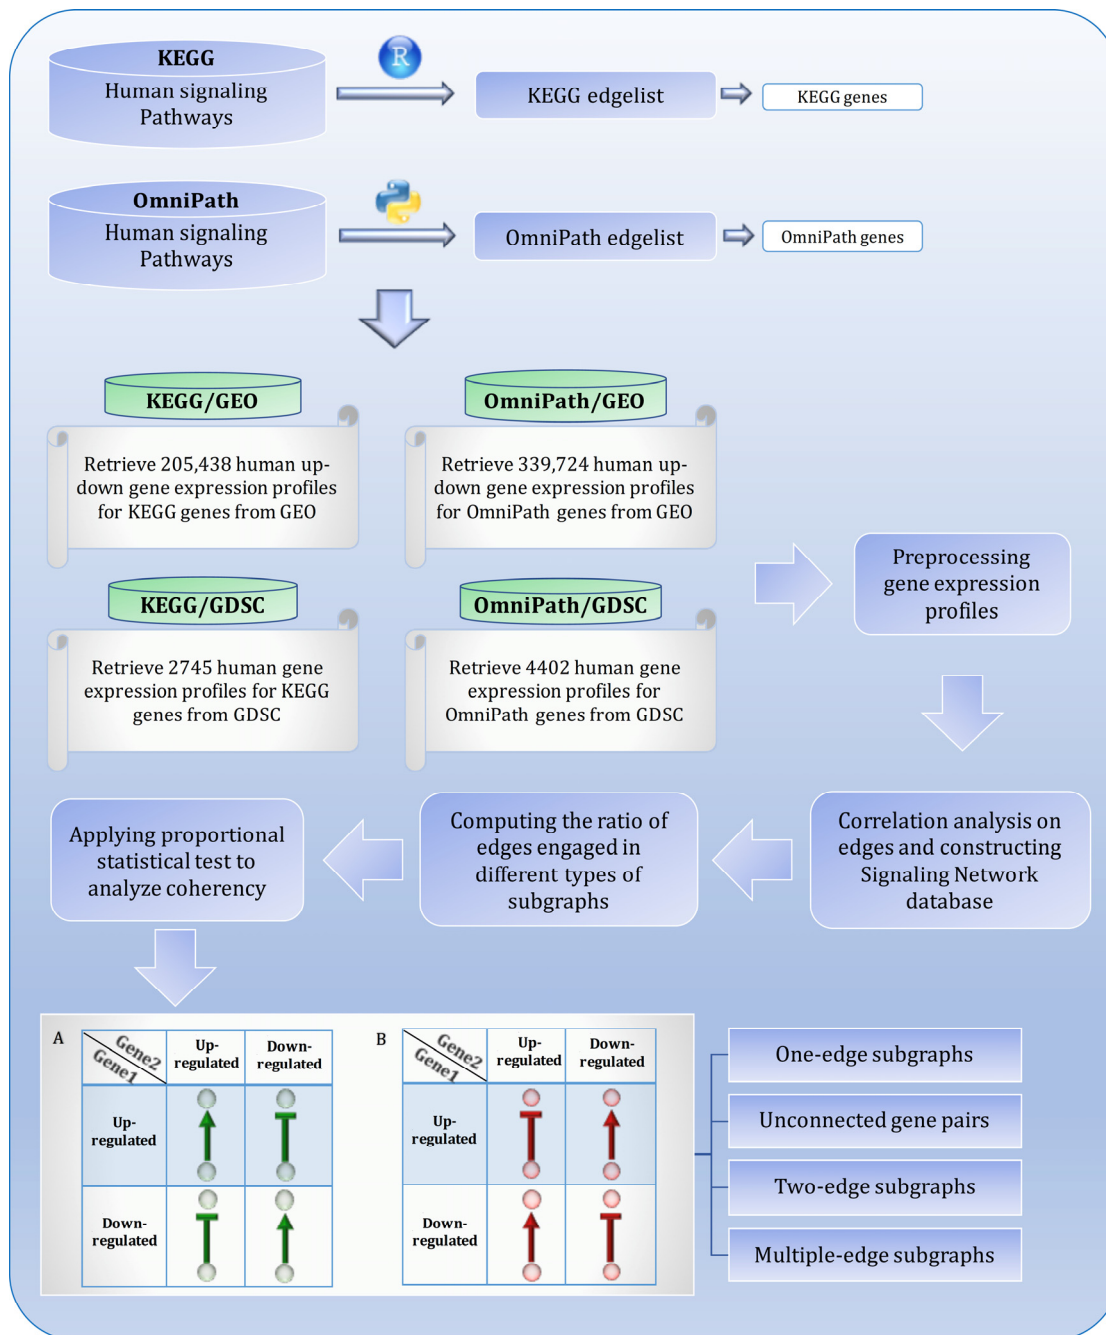 KEGG
Human signaling
Pathways
R
KEGG edgelist
KEGG genes
OmniPath
Human signaling
Pathways
OmniPath edgelist
OmniPath genes
KEGG/GEO
Retrieve 205,438 human up-
down gene expression profiles
for KEGG genes from GEO
OmniPath/GEO
Retrieve 339,724 human up-
down gene expression profiles
for OmniPath genes from GEO
KEGG/GDSC
Retrieve 2745 human gene
expression profiles for KEGG
genes from GDSC
OmniPath/GDSC
Retrieve 4402 human gene
expression profiles for
OmniPath genes from GDSC
Preprocessing
gene expression
profiles
Correlation analysis on
edges and constructing
Signaling Network
database
Computing the ratio of
edges engaged in
different types of
subgraphs
Applying proportional
statistical test to
analyze coherency
A
Gene2
Gene1
Up-
regulated
Down-
regulated
Up-
regulated
Down-
regulated
B
Gene2
Gene1
Up-
regulated
Down-
regulated
Up-
regulated
Down-
regulated
One-edge subgraphs
Unconnected gene pairs
Two-edge subgraphs
Multiple-edge subgraphs